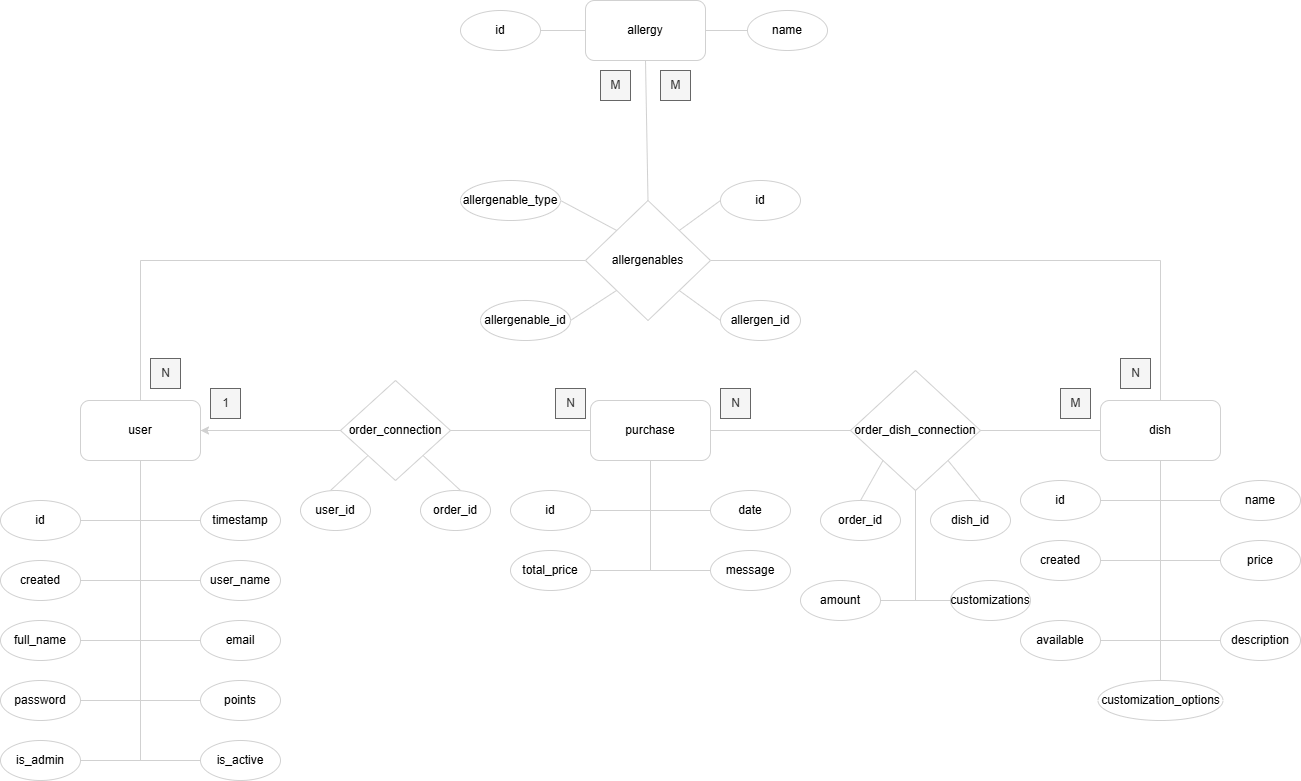 id
allergy
name
M
M
allergenable_type
id
allergenables
allergenable_id
allergen_id
N
N
1
N
N
M
user
order_connection
purchase
order_dish_connection
dish
user_id
order_id
id
date
order_id
dish_id
id
name
id
timestamp
total_price
message
created
price
created
user_name
amount
customizations
full_name
email
available
description
password
points
customization_options
is_admin
is_active